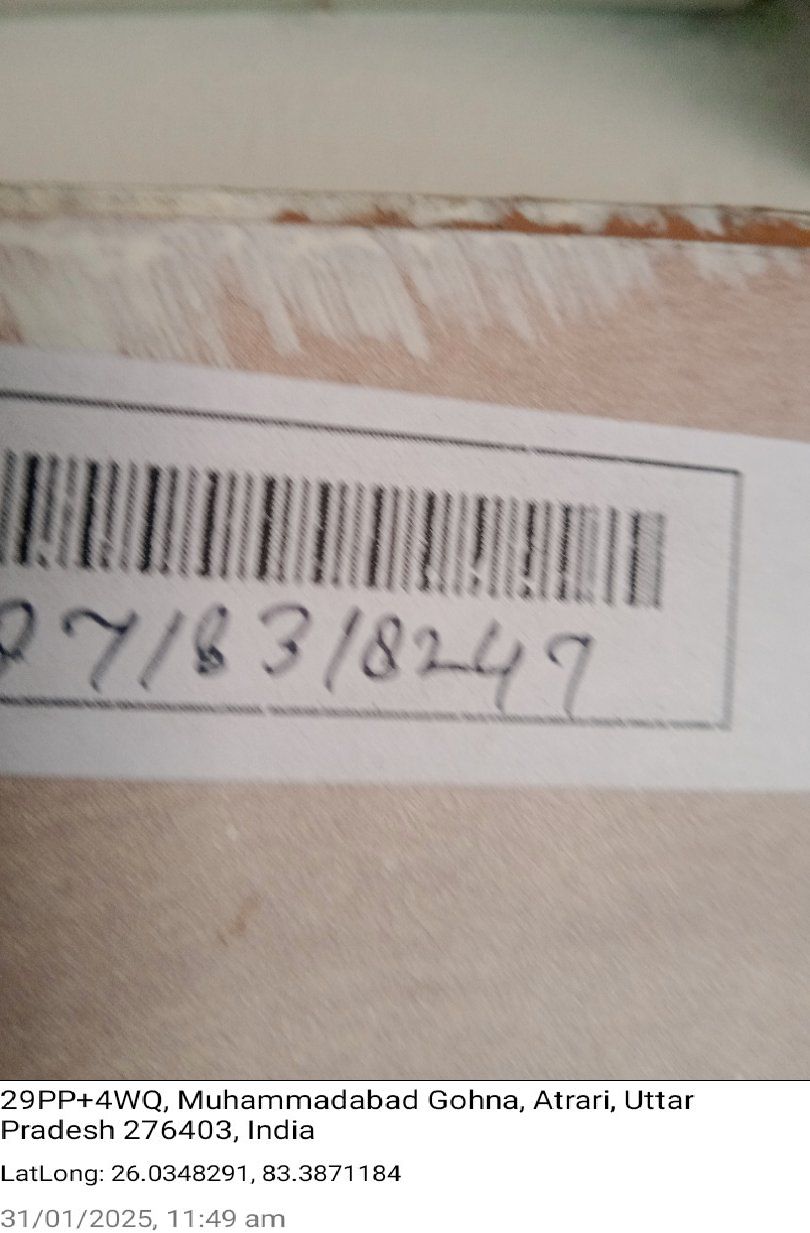 0718318247
29PP+4WQ, Muhammadabad Gohna, Atrari, Uttar
Pradesh 276403, India
LatLong: 26.0348291, 83.3871184
31/01/2025, 11:49 am